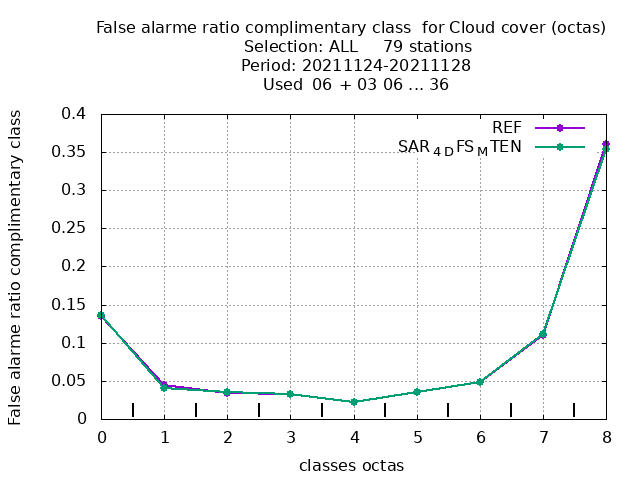 False alarme ratio complimentary class  for Cloud cover (octas)
Selection: ALL     79 stations
Period: 20211124-20211128
Used  06 + 03 06 ... 36
False alarme ratio complimentary class
REF
SAR4DFSMTEN
0.4
0.35
0.3
0.25
0.2
0.15
0.1
0.05
0
0 1 2 3 4 5 6 7 8
classes octas